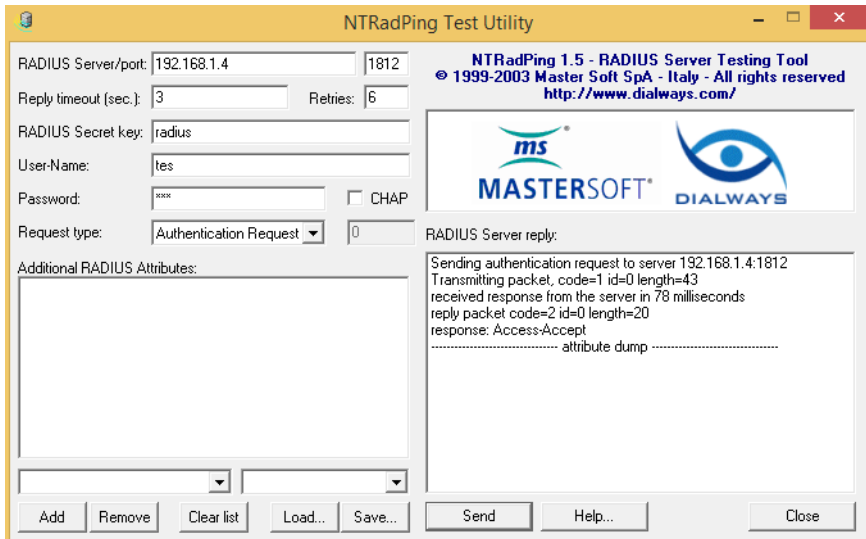 NTRadPing Test Utility
RADIUS Server/port: 192.168.1.4 1812
Reply timeout (sec.): 3 Retries: 6
RADIUS Secret key: radius
User-Name: tes
Password: *** CHAP
Request type: Authentication Request 0
Additional RADIUS Attributes:
Add Remove Clear list Load... Save...
NTRadPing 1.5 - RADIUS Server Testing Tool
© 1999-2003 Master Soft SpA - Italy - All rights reserved
http://www.dialways.com/
ms
MASTERSOFT
DIALWAYS
RADIUS Server reply:
Sending authentication request to server 192.168.1.4:1812
Transmitting packet, code=1 id=0 length=43
received response from the server in 78 milliseconds
reply packet code=2 id=0 length=20
response: Access-Accept
-------------------------------- attribute dump --------------------------------
Send Help... Close